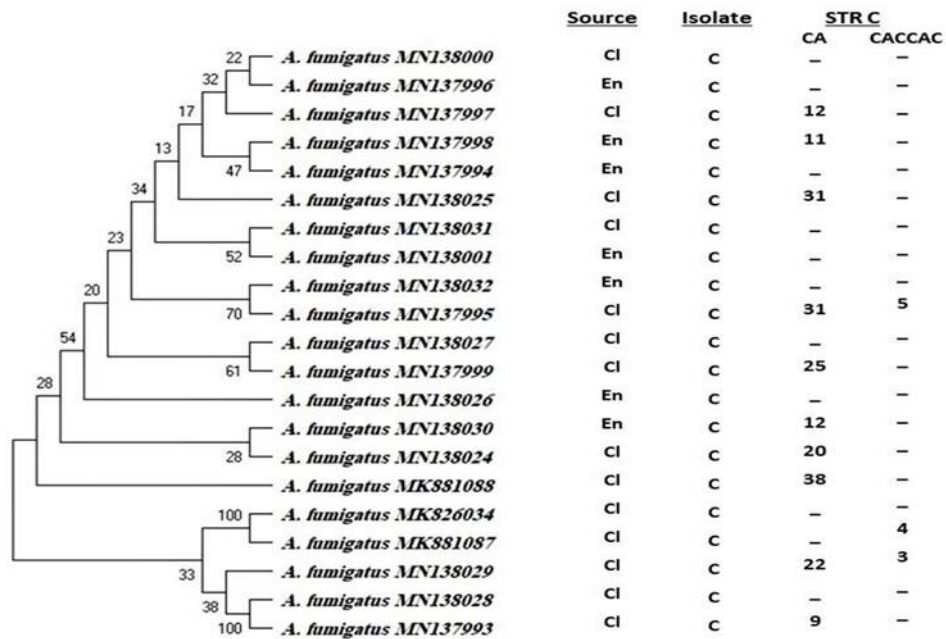 Source Isolate STR C
CA CACCAC
22 A. fumigatus MN138000 Cl C – –
32 A. fumigatus MN137996 En C – –
17 A. fumigatus MN137997 Cl C 12 –
A. fumigatus MN137998 En C 11 –
13 47 A. fumigatus MN137994 En C – –
34 A. fumigatus MN138025 Cl C 31 –
A. fumigatus MN138031 Cl C – –
23 52 A. fumigatus MN138001 En C – –
20 A. fumigatus MN138032 En C – –
70 A. fumigatus MN137995 Cl C 31 5
54 A. fumigatus MN138027 Cl C – –
61 A. fumigatus MN137999 Cl C 25 –
28 A. fumigatus MN138026 En C – –
A. fumigatus MN138030 En C 12 –
28 A. fumigatus MN138024 Cl C 20 –
A. fumigatus MK881088 Cl C 38 –
100 A. fumigatus MK826034 Cl C – –
A. fumigatus MK881087 Cl C – 4
33 A. fumigatus MN138029 Cl C 22 3
38 A. fumigatus MN138028 Cl C – –
100 A. fumigatus MN137993 Cl C 9 –